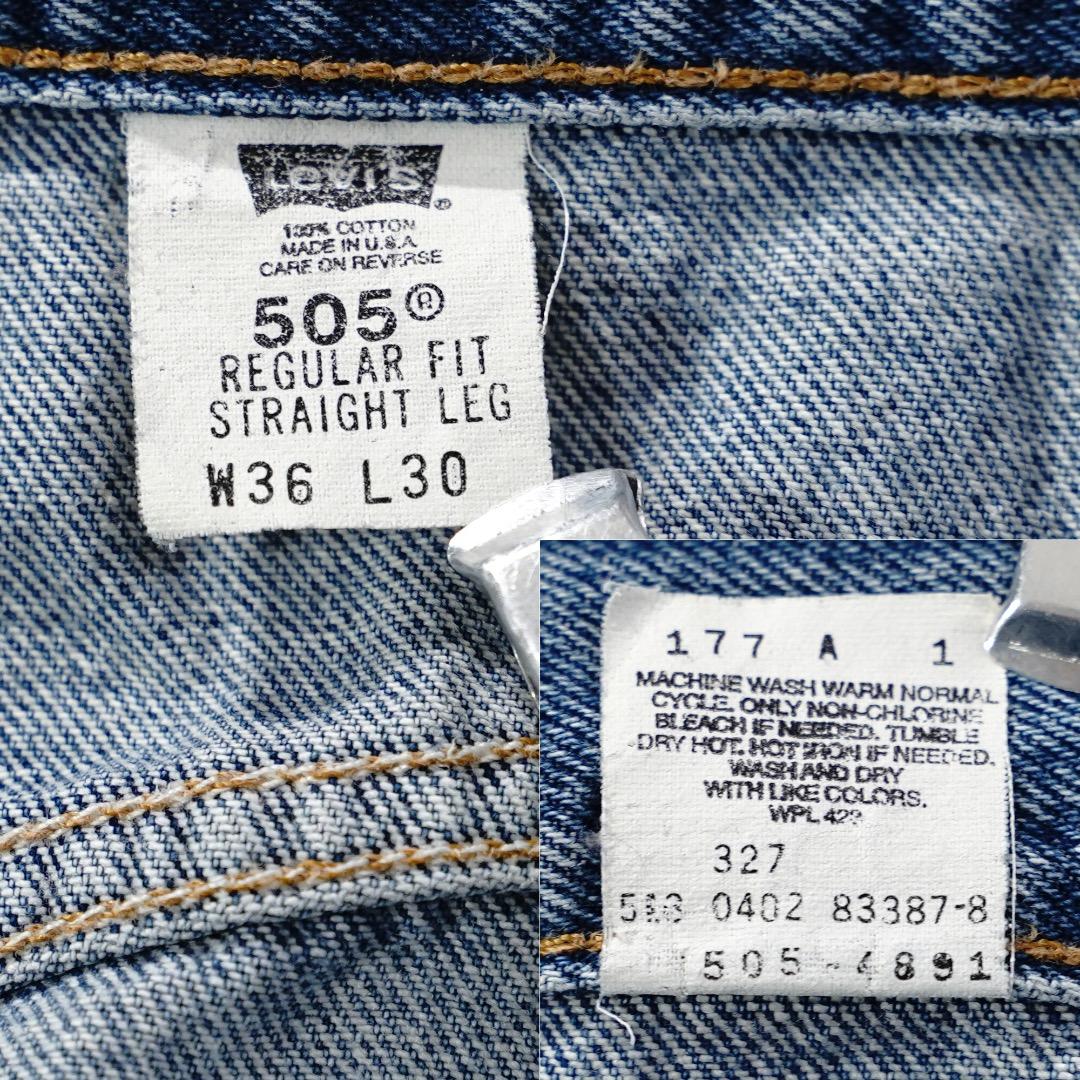 Levi's®
100% COTTON
MADE IN U.S.A
CARE ON REVERSE
505®
REGULAR FIT
STRAIGHT LEG
W36 L30
177 A 1
MACHINE WASH WARM NORMAL
CYCLE. ONLY NON-CHLORINE
BLEACH IF NEEDED. TUMBLE
DRY HOT. HOT IRON IF NEEDED.
WASH AND DRY
WITH LIKE COLORS.
WPL
327
0402 83387-8
505-4891